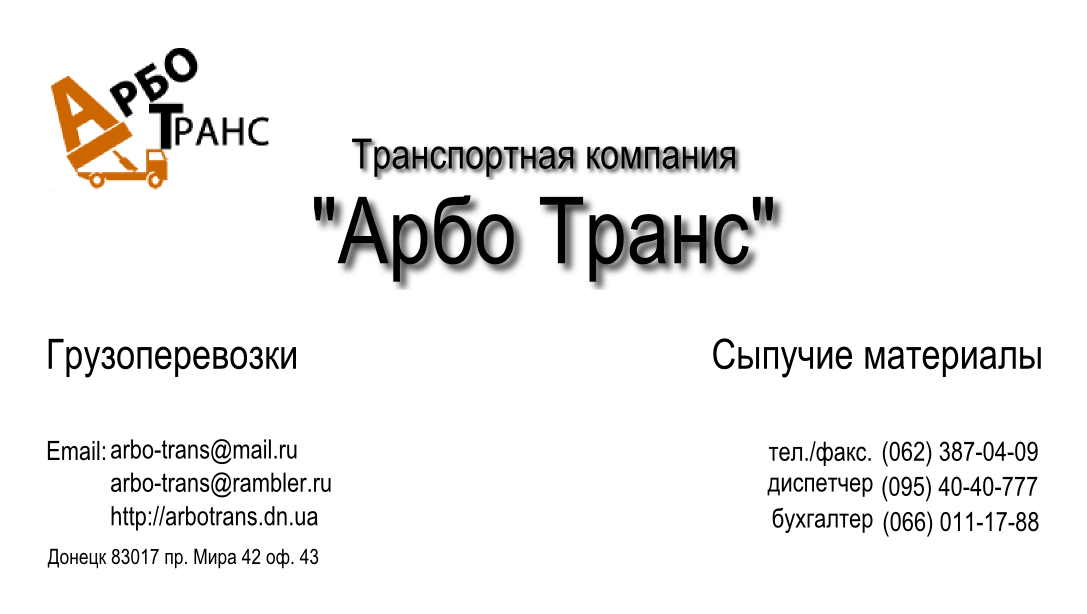 АРБО
ТРАНС
Транспортная компания
"Арбо Транс"
Грузоперевозки
Сыпучие материалы
Email: arbo-trans@mail.ru
arbo-trans@rambler.ru
http://arbotrans.dn.ua
Донецк 83017 пр. Мира 42 оф. 43
тел./факс. (062) 387-04-09
диспетчер (095) 40-40-777
бухгалтер (066) 011-17-88